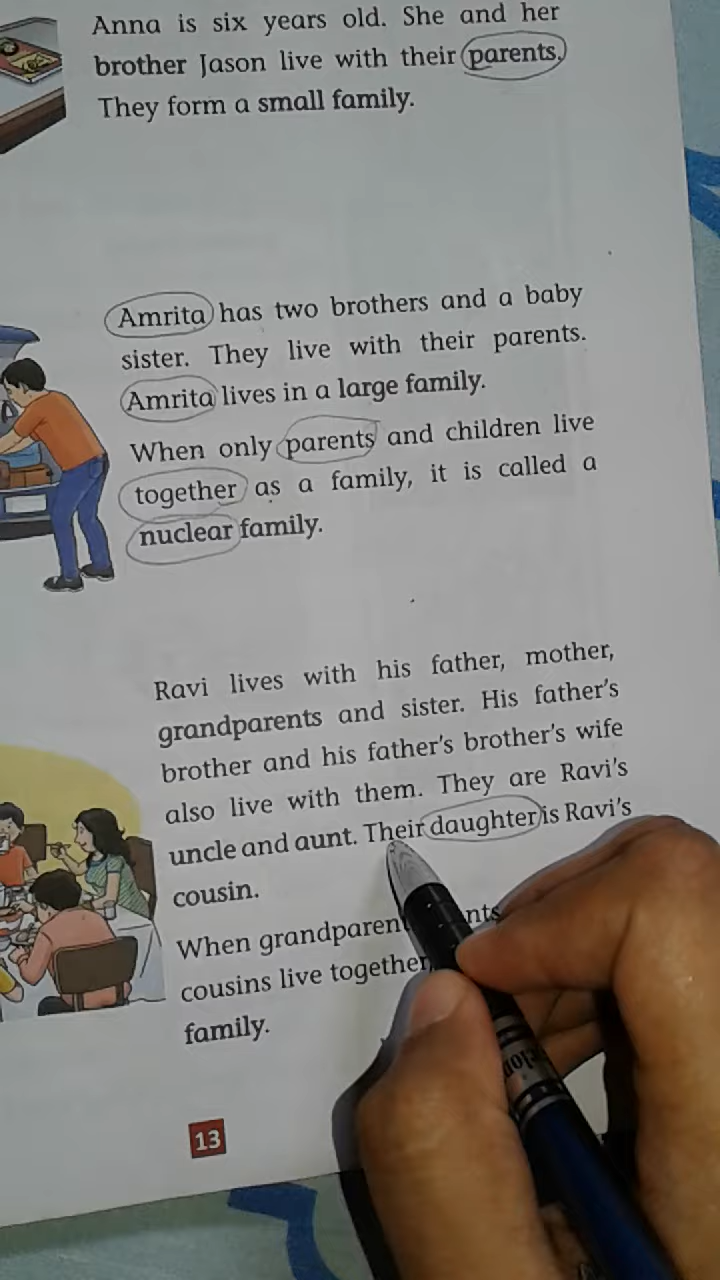 Anna is six years old. She and her
brother Jason live with their parents.
They form a small family.
Amrita has two brothers and a baby
sister. They live with their parents.
Amrita lives in a large family.
When only parents and children live
together as a family, it is called a
nuclear family.
Ravi lives with his father, mother,
grandparents and sister. His father's
brother and his father's brother's wife
also live with them. They are Ravi's
uncle and aunt. Their daughter is Ravi's
cousin.
When
cousins live together
family.
13